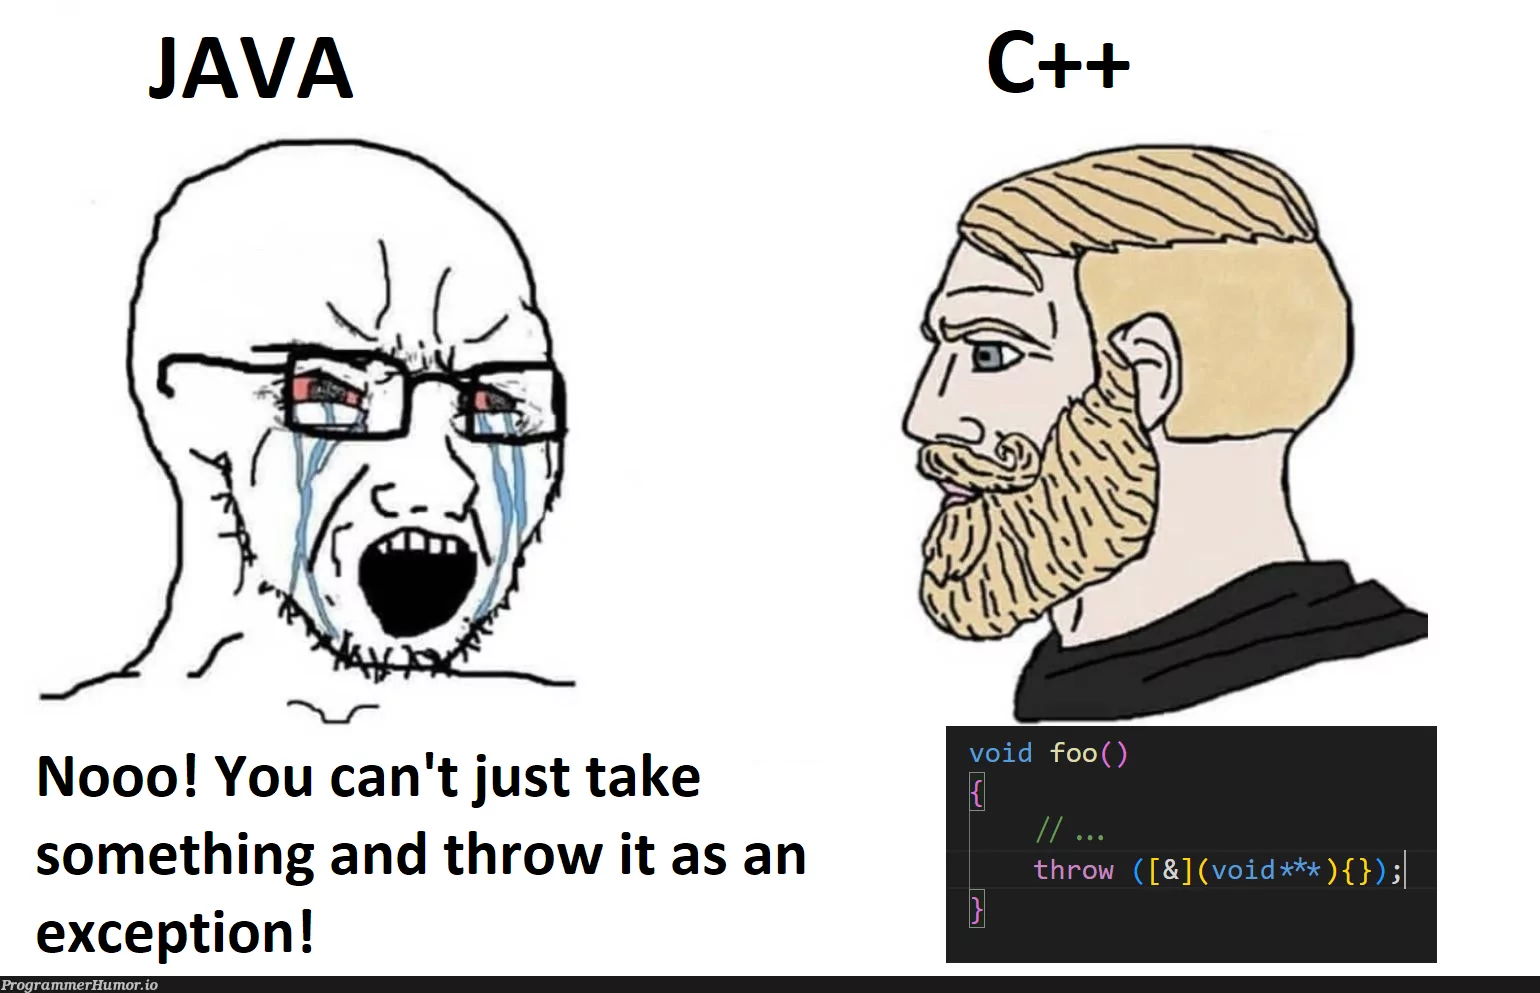 JAVA
C++
Nooo! You can't just take
something and throw it as an
exception!
void foo()
{
// ...
throw ([&](void***){});
}
ProgrammerHumor.io